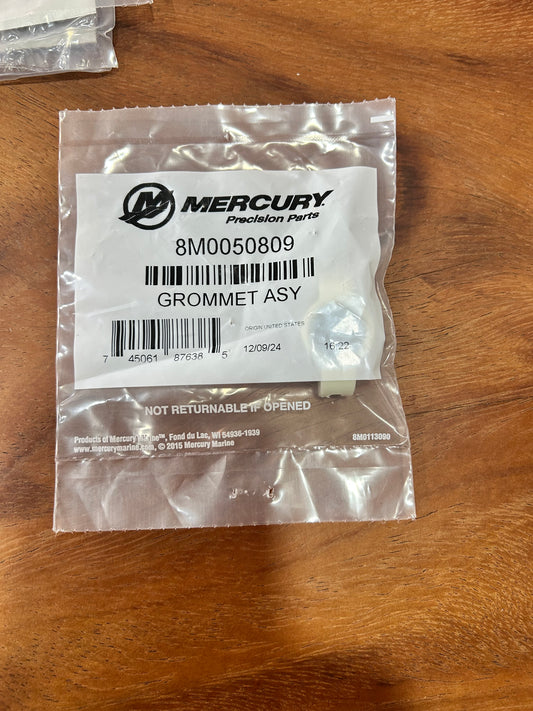 MERCURY
Precision Parts
8M0050809
GROMMET ASY
ORIGIN UNITED STATES
7 45061 87638 5 12/09/24 16:22
NOT RETURNABLE IF OPENED
Products of Mercury Marine™, Fond du Lac, WI 54936-1939
www.mercurymarine.com, © 2015 Mercury Marine 8M0113090